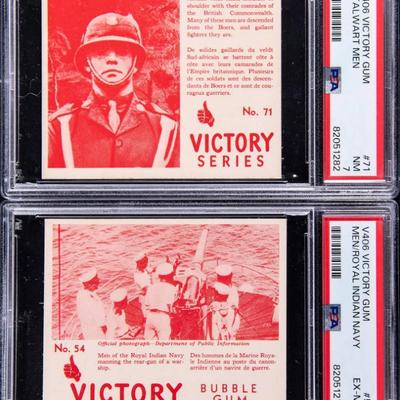 shoulder with their comrades of
the British Commonwealth.
Many of these men are descended
from the Boers, and gallant
fighters they are.
De solides gaillards du veldt
Sud-africain se battent côte à
côte avec leurs camarades de
l'Empire britannique. Plusieurs
de ces soldats sont des descendants
de Boers et sont de cou-
rageux guerriers.
No. 71
VICTORY
SERIES
406 VICTORY GUM
TALWART MEN
#71
NM
7
PSA
82051282
Official photograph—Department of Public Information
No. 54
Men of the Royal Indian Navy
manning the rear-gun of a war-
ship.
Des hommes de la Marine Roya-
le Indienne au poste du canon-
arrière d'un navire de guerre.
VICTORY
BUBBLE
GUM
V406 VICTORY GUM
MEN/ROYAL INDIAN NAVY
EX-M
PSA
820512